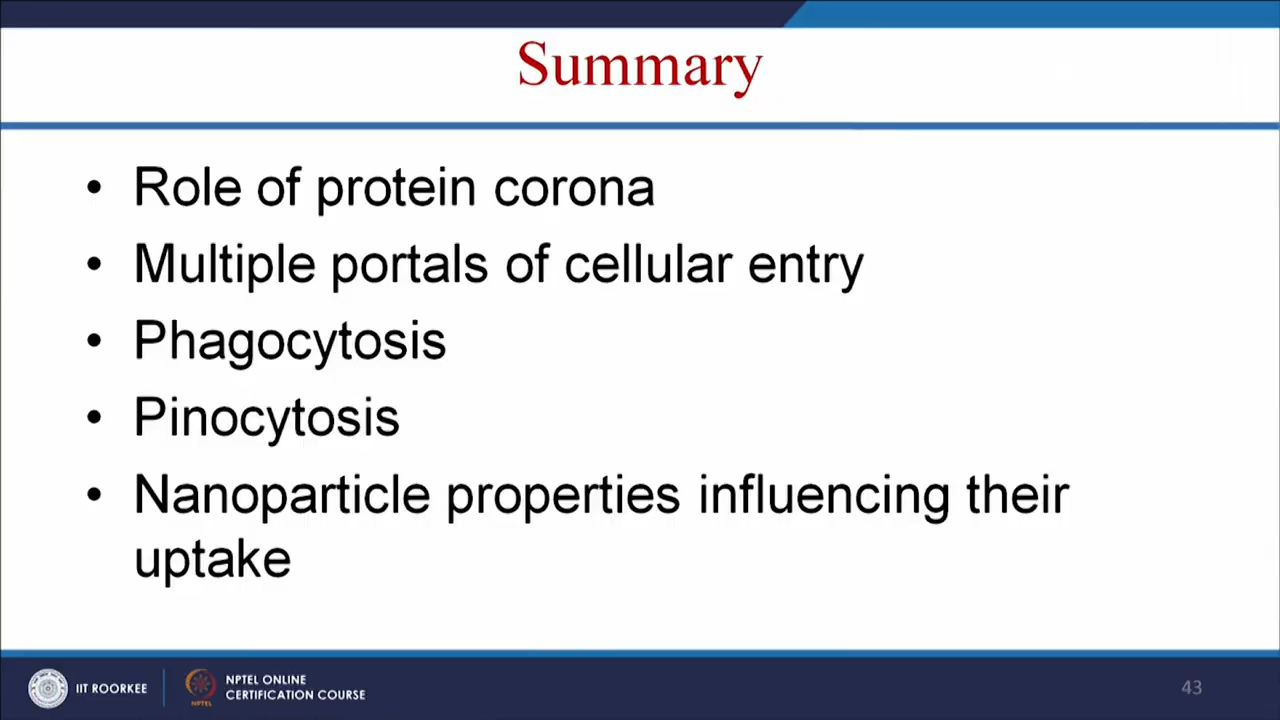 Summary
• Role of protein corona
• Multiple portals of cellular entry
• Phagocytosis
• Pinocytosis
• Nanoparticle properties influencing their
uptake
IIT ROORKEE
NPTEL ONLINE
CERTIFICATION COURSE
NPTEL
43